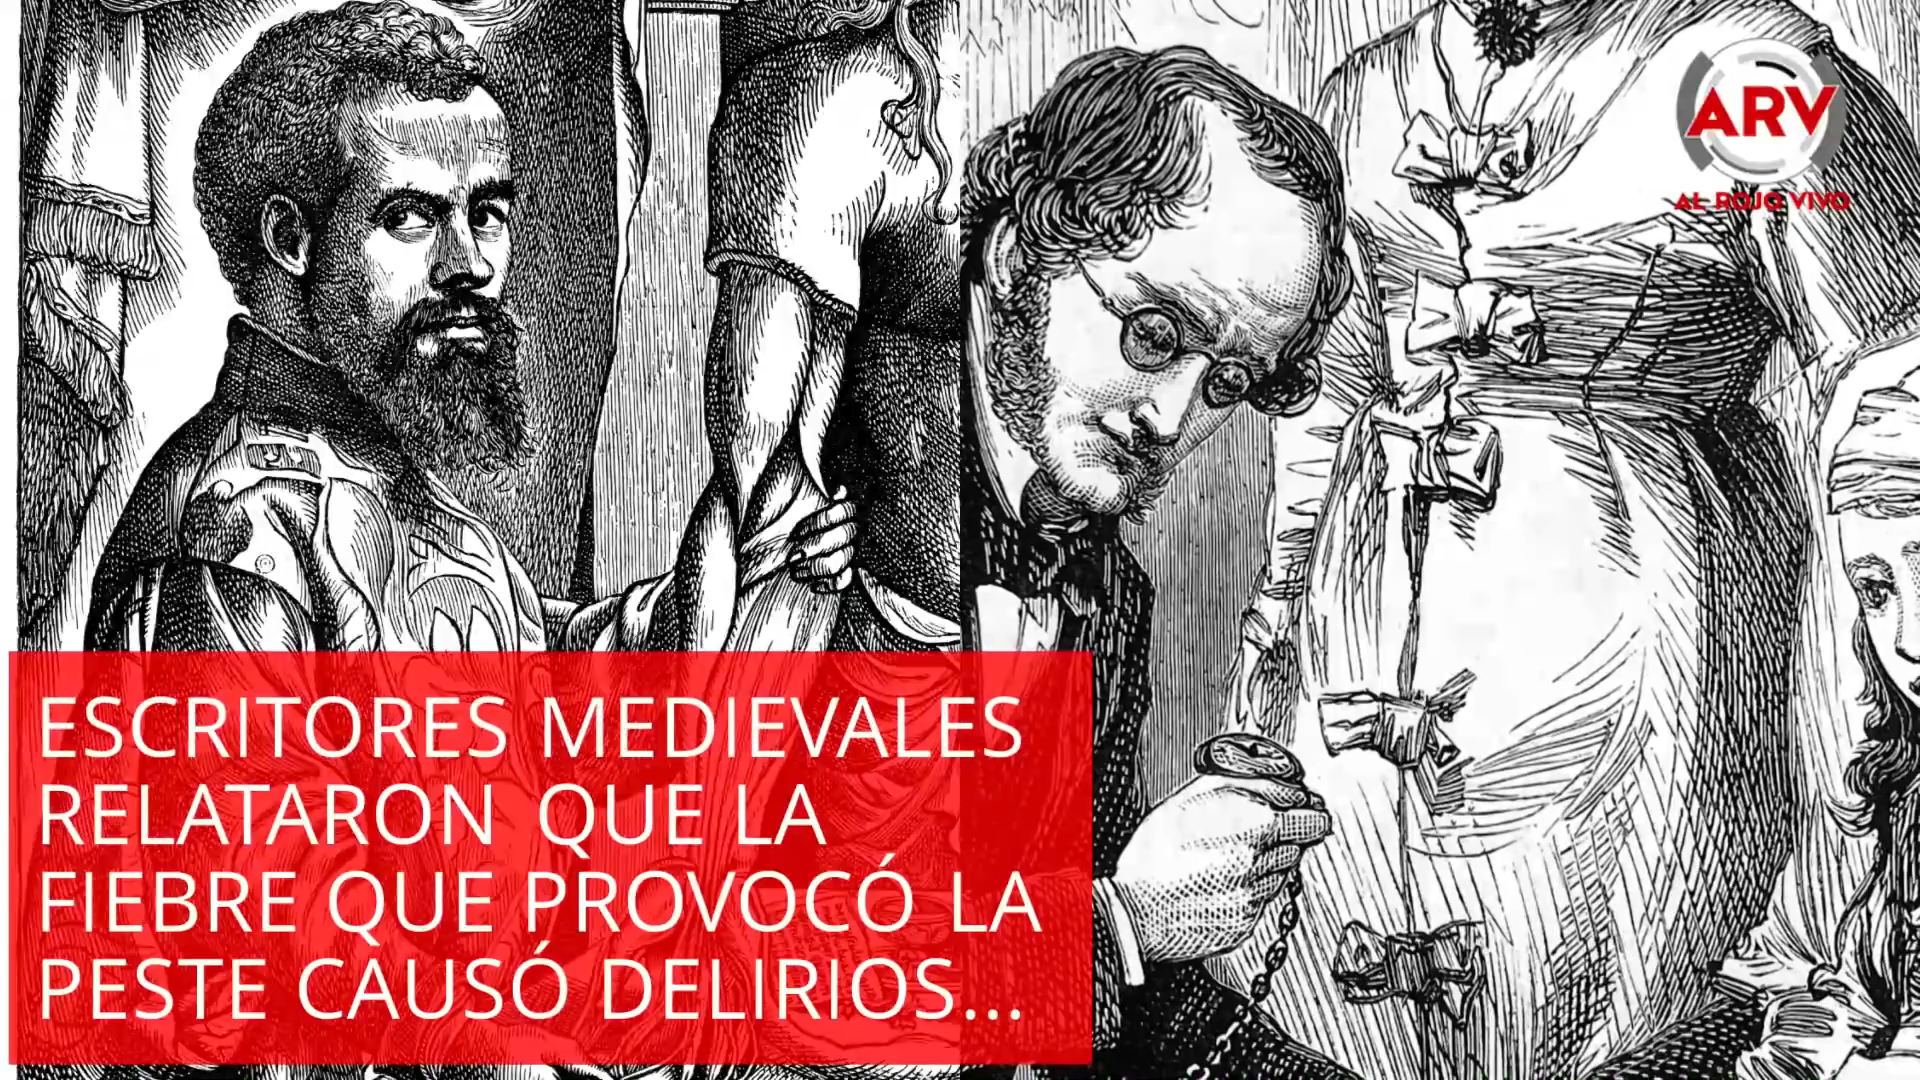 ARV
AL ROJO VIVO
ESCRITORES MEDIEVALES
RELATARON QUE LA
FIEBRE QUE PROVOCÓ LA
PESTE CAUSÓ DELIRIOS...